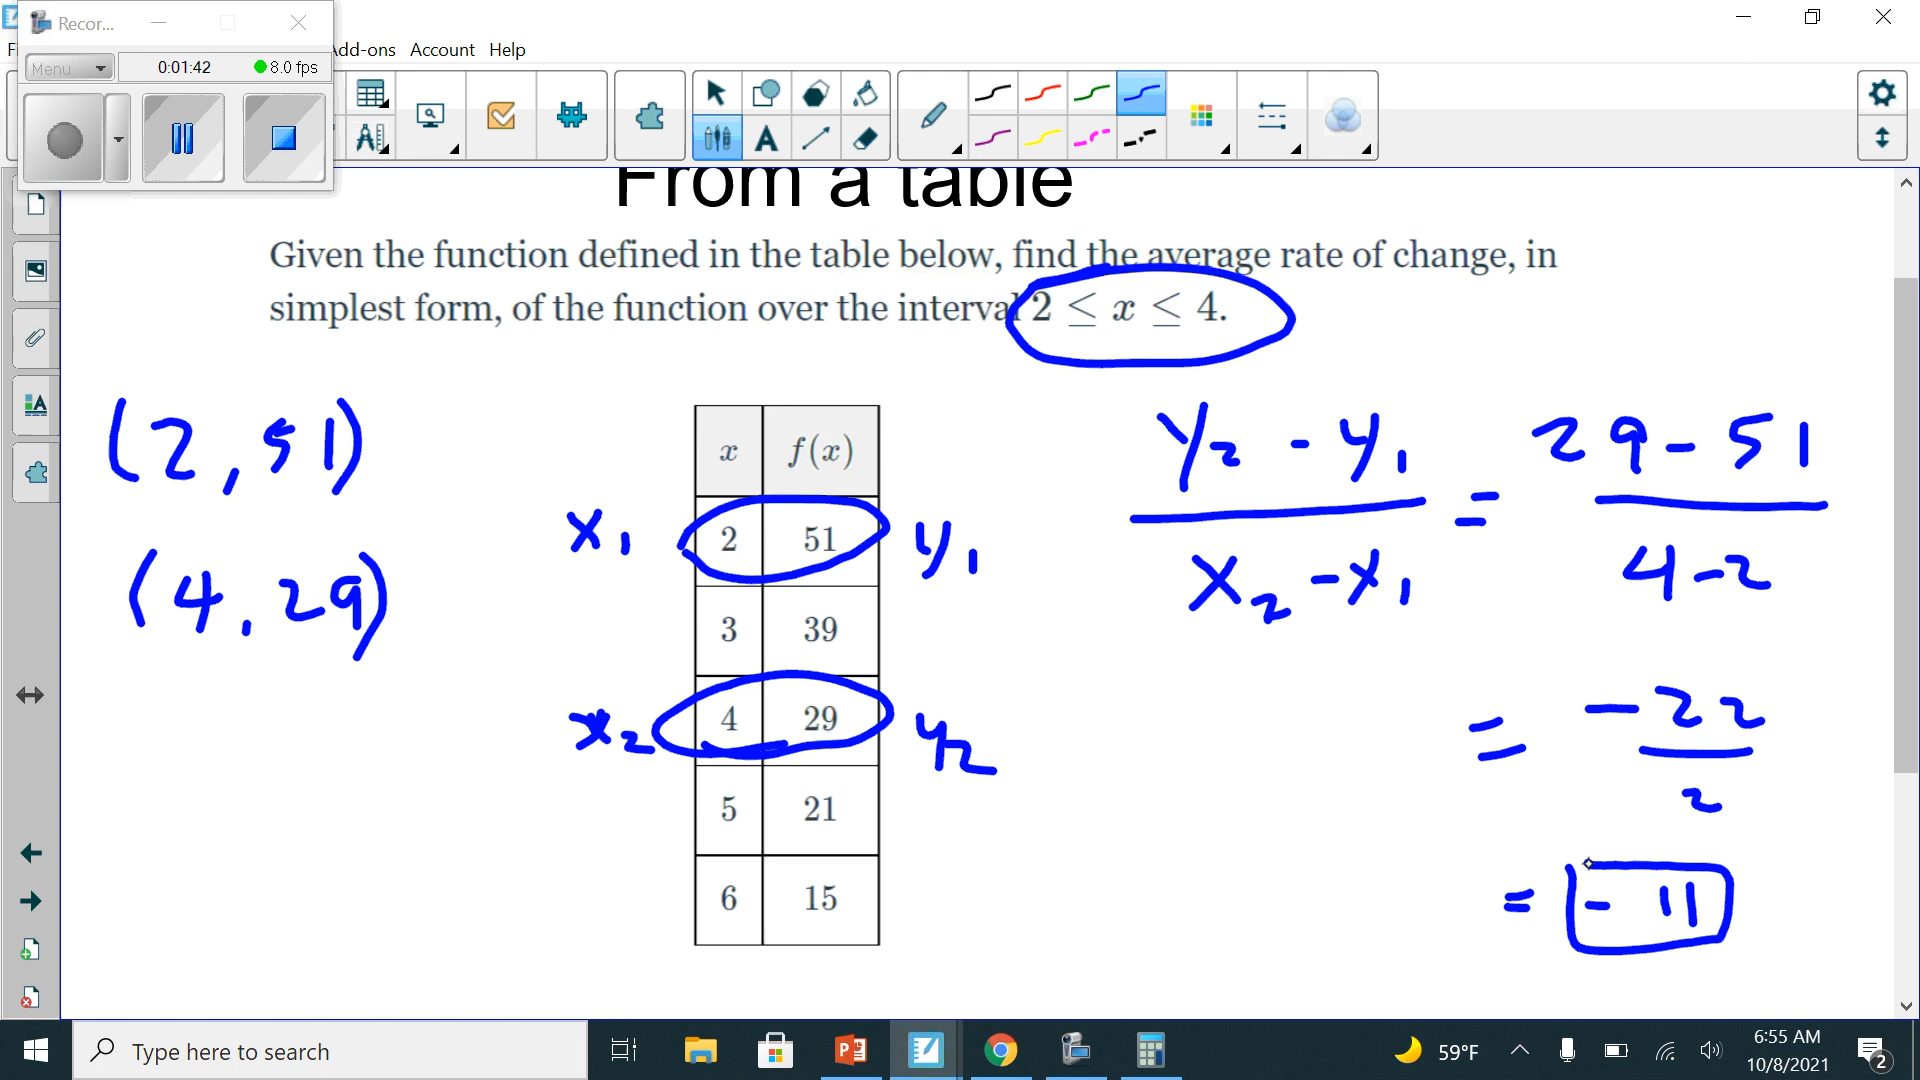 Recor...
Menu 0:01:42 8.0 fps
Add-ons Account Help
From a table
Given the function defined in the table below, find the average rate of change, in
simplest form, of the function over the interval 2 ≤ x ≤ 4.
(2, 51)
(4, 29)
x f(x)
x₁ 2 51 y₁
3 39
x₂ 4 29 y₂
5 21
6 15
y₂ - y₁ = 29 - 51
x₂ - x₁ 4 - 2
= -22
2
= - 11
Type here to search
59°F
6:55 AM
10/8/2021
2